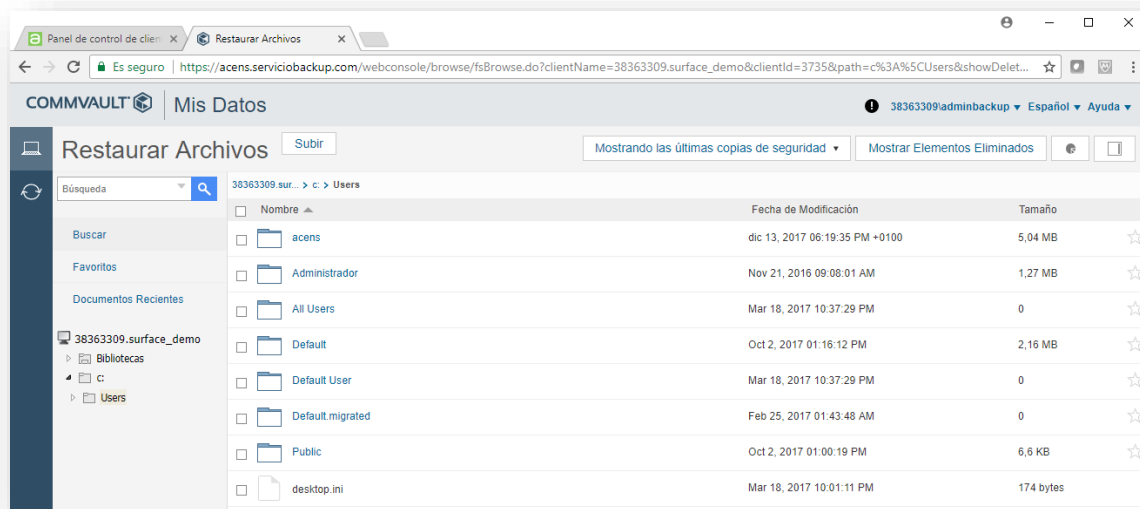 Panel de control de clien
Restaurar Archivos
Es seguro | https://acens.serviciobackup.com/webconsole/browse/fsBrowse.do?clientName=38363309.surface_demo&clientId=3735&path=c%3A%5CUsers&showDelet...
COMMVAULT Mis Datos
38363309\adminbackup Español Ayuda
Restaurar Archivos Subir
Mostrando las últimas copias de seguridad Mostrar Elementos Eliminados
Búsqueda
38363309.sur... > c: > Users
Nombre Fecha de Modificación Tamaño
Buscar
acens dic 13, 2017 06:19:35 PM +0100 5,04 MB
Favoritos
Administrador Nov 21, 2016 09:08:01 AM 1,27 MB
Documentos Recientes
All Users Mar 18, 2017 10:37:29 PM 0
38363309.surface_demo
Default Oct 2, 2017 01:16:12 PM 2,16 MB
Bibliotecas
c:
Default User Mar 18, 2017 10:37:29 PM 0
Users
Default.migrated Feb 25, 2017 01:43:48 AM 0
Public Oct 2, 2017 01:00:19 PM 6,6 KB
desktop.ini Mar 18, 2017 10:01:11 PM 174 bytes